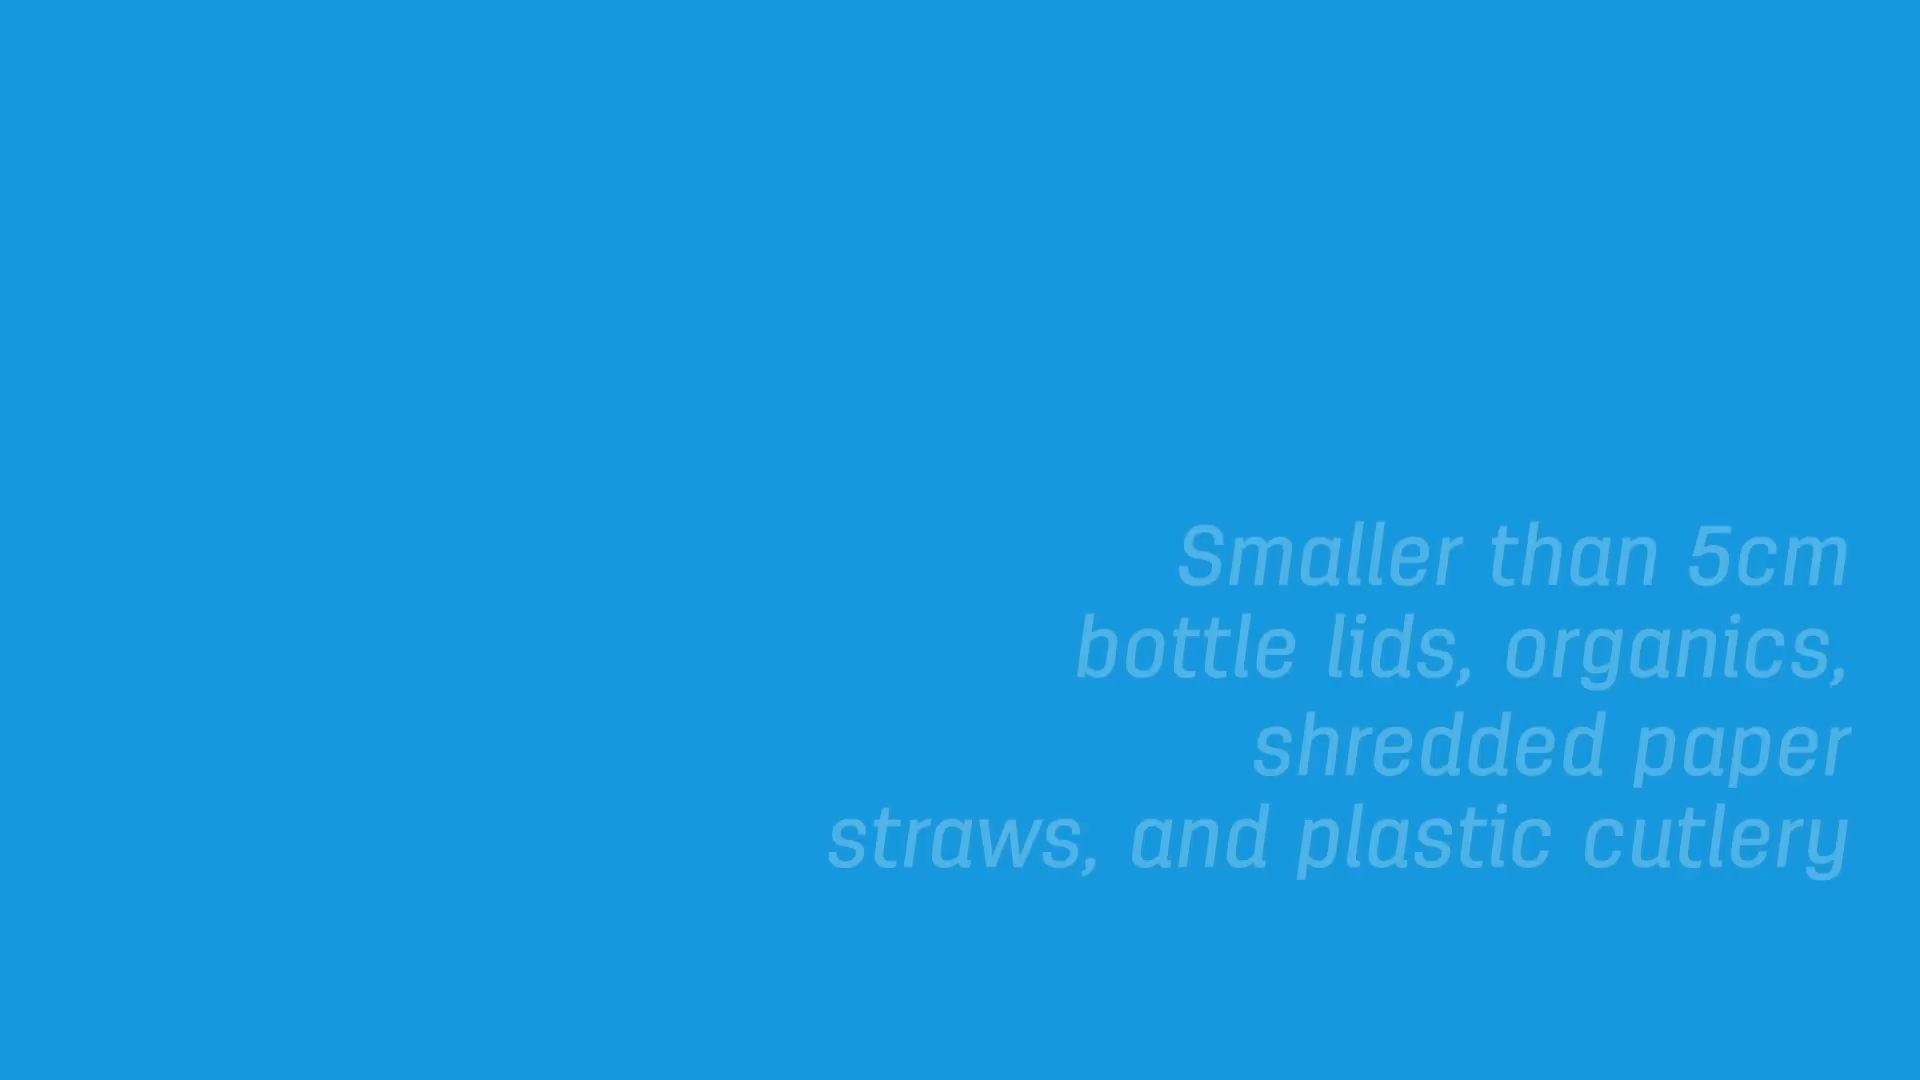 Smaller than 5cm
bottle lids, organics,
shredded paper
straws, and plastic cutlery